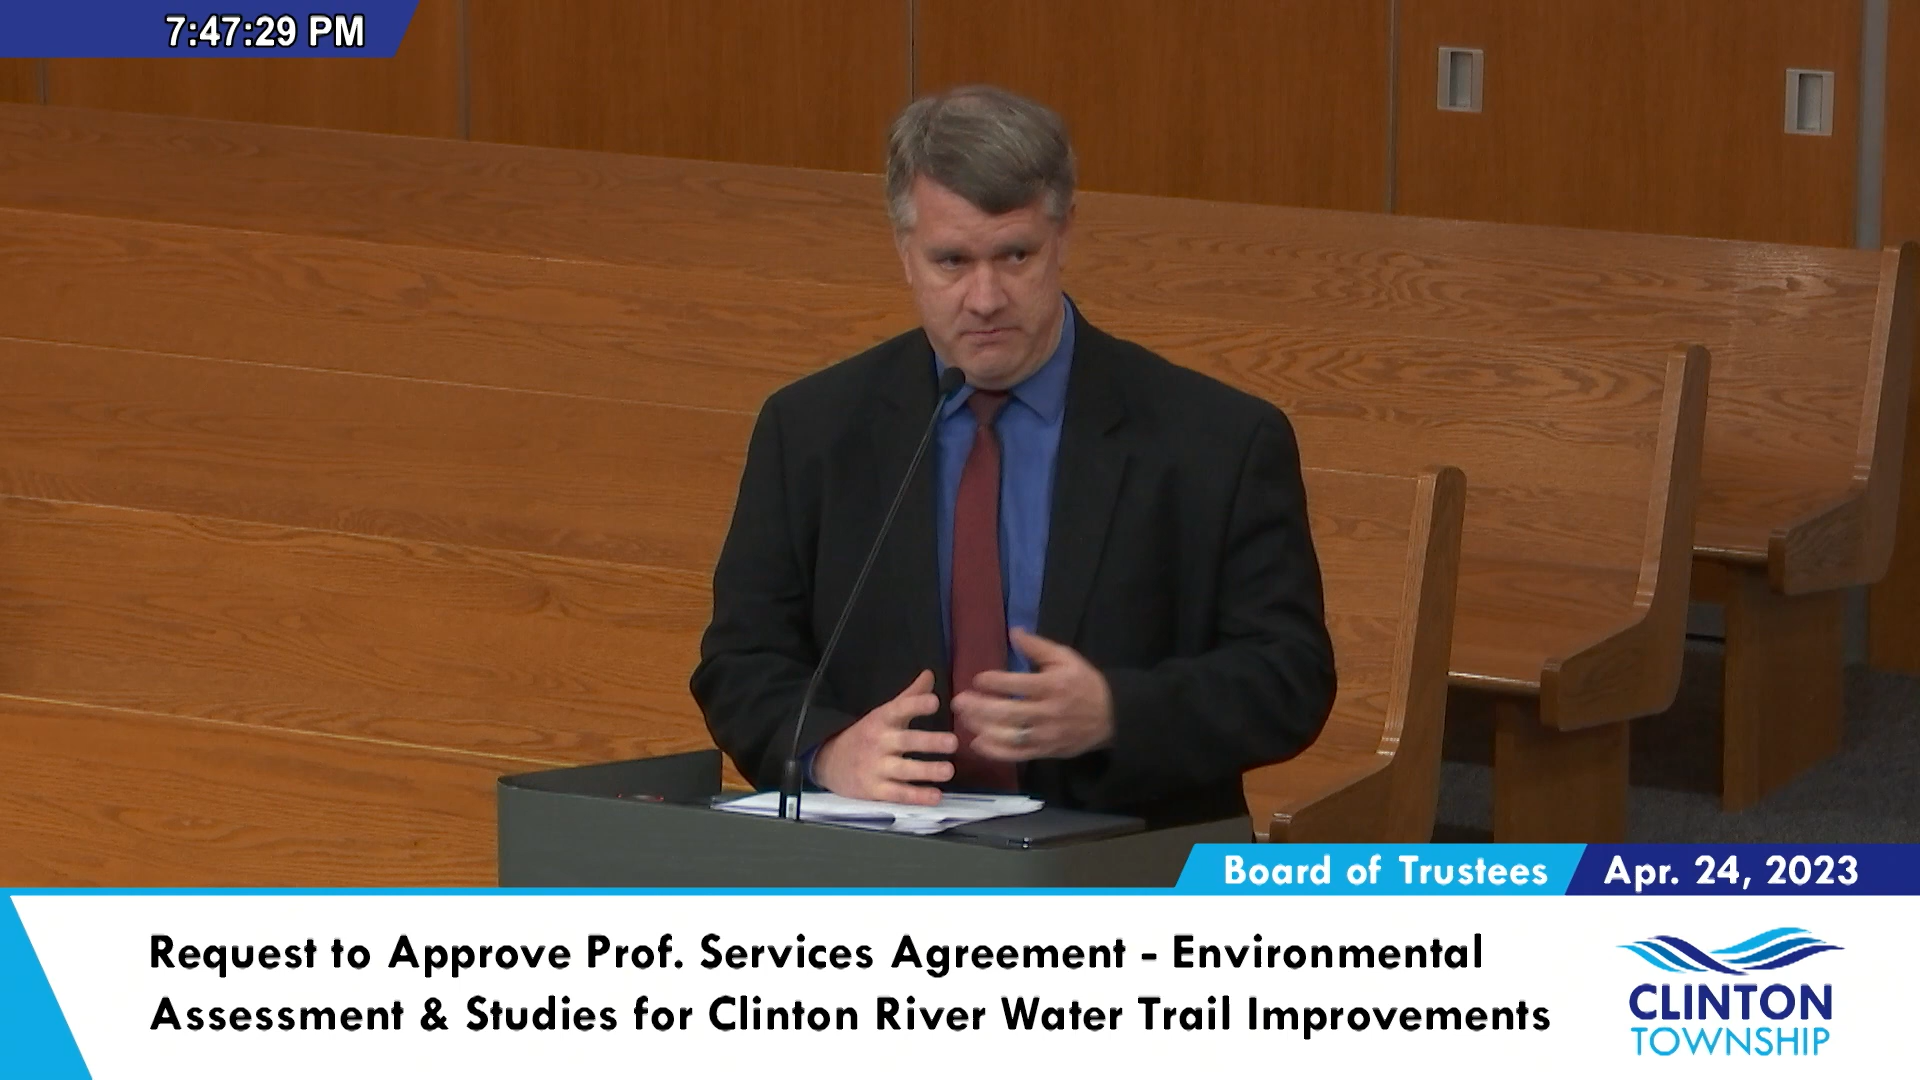 7:47:29 PM
Board of Trustees
Apr. 24, 2023
Request to Approve Prof. Services Agreement - Environmental
Assessment & Studies for Clinton River Water Trail Improvements
CLINTON
TOWNSHIP